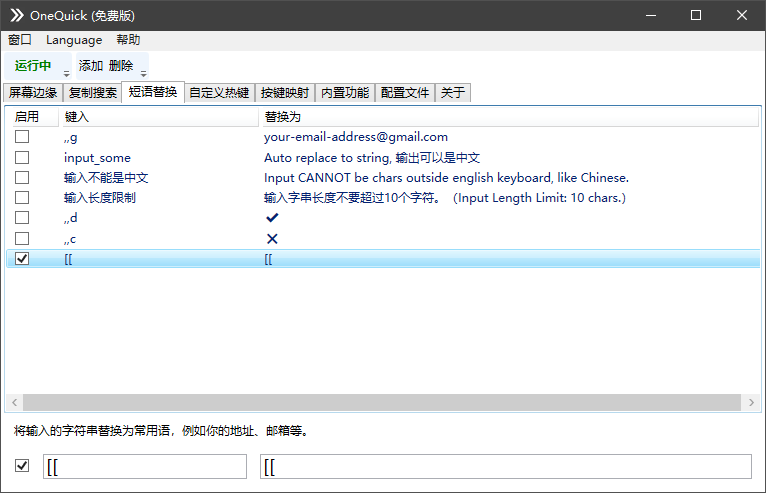 OneQuick (免费版)
窗口 Language 帮助
运行中 添加 删除
屏幕边缘 复制搜索 短语替换 自定义热键 按键映射 内置功能 配置文件 关于
启用 键入 替换为
,,g your-email-address@gmail.com
input_some Auto replace to string, 输出可以是中文
输入不能是中文 Input CANNOT be chars outside english keyboard, like Chinese.
输入长度限制 输入字串长度不要超过10个字符。 (Input Length Limit: 10 chars.)
,,d ✔
,,c ✕
[[ [[
将输入的字符串替换为常用语，例如你的地址、邮箱等。
[[ [[